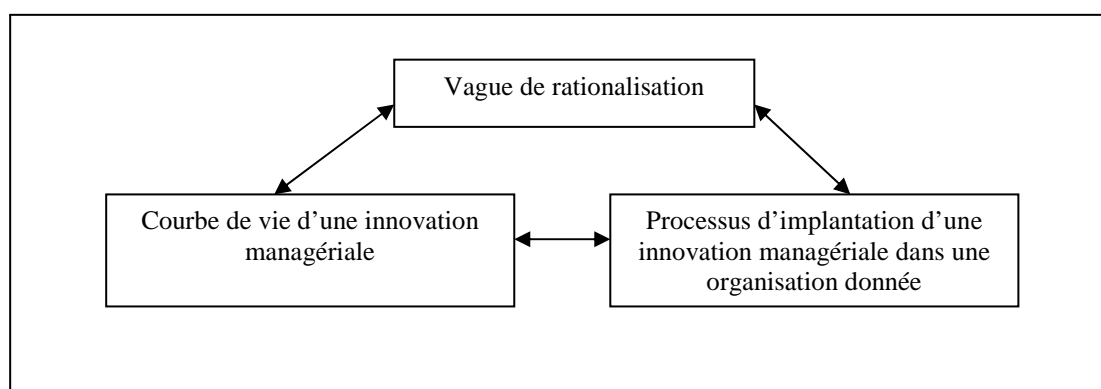 Vague de rationalisation
Courbe de vie d’une innovation
managériale
Processus d’implantation d’une
innovation managériale dans une
organisation donnée